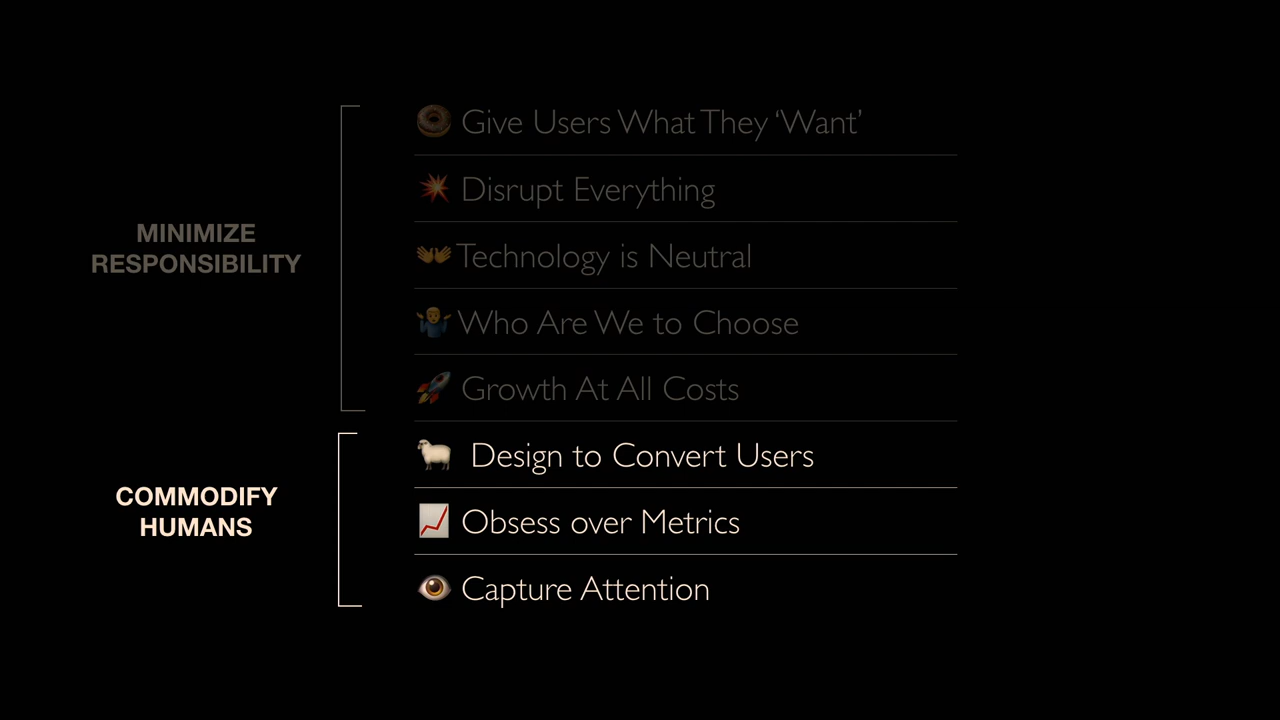 Give Users What They ‘Want’
Disrupt Everything
Technology is Neutral
Who Are We to Choose
Growth At All Costs
MINIMIZE
RESPONSIBILITY
Design to Convert Users
Obsess over Metrics
Capture Attention
COMMODIFY
HUMANS